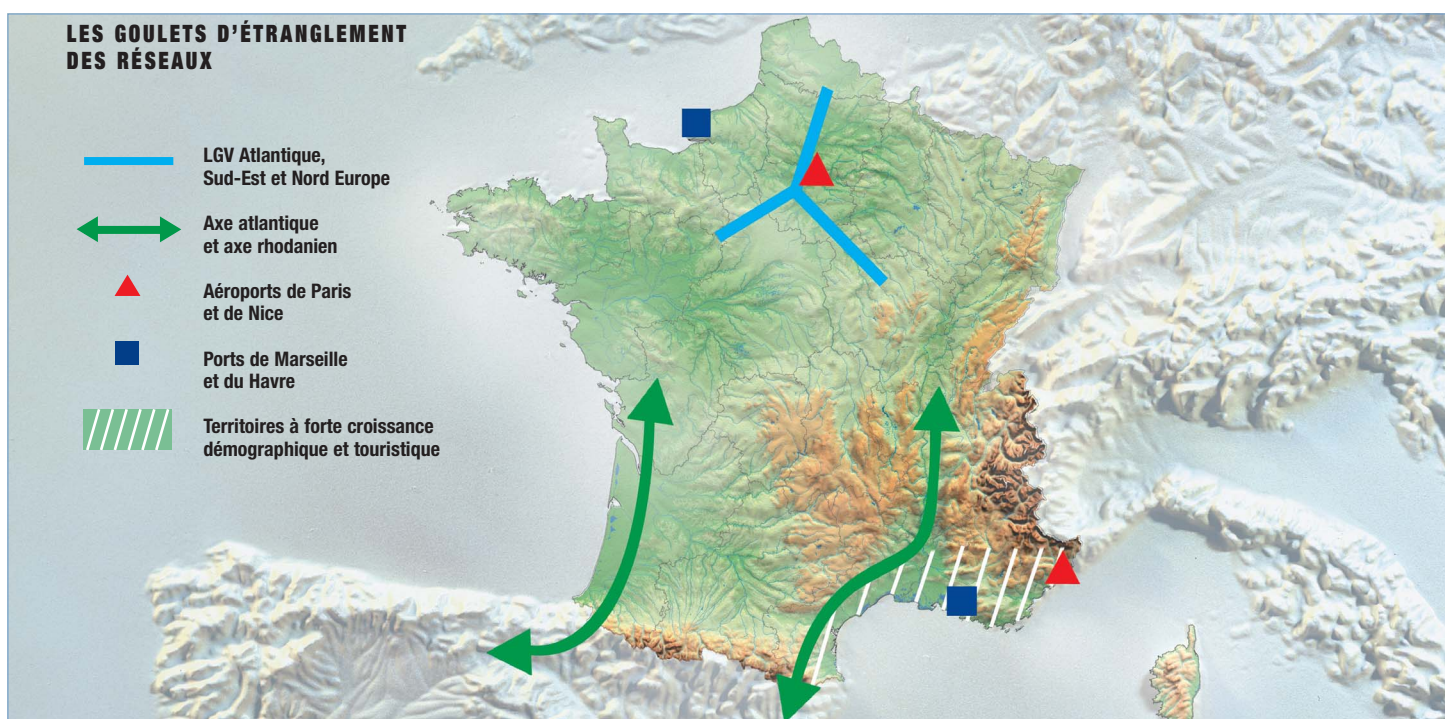 LES GOULETS D'ÉTRANGLEMENT
DES RÉSEAUX
LGV Atlantique,
Sud-Est et Nord Europe
Axe atlantique
et axe rhodanien
Aéroports de Paris
et de Nice
Ports de Marseille
et du Havre
Territoires à forte croissance
démographique et touristique